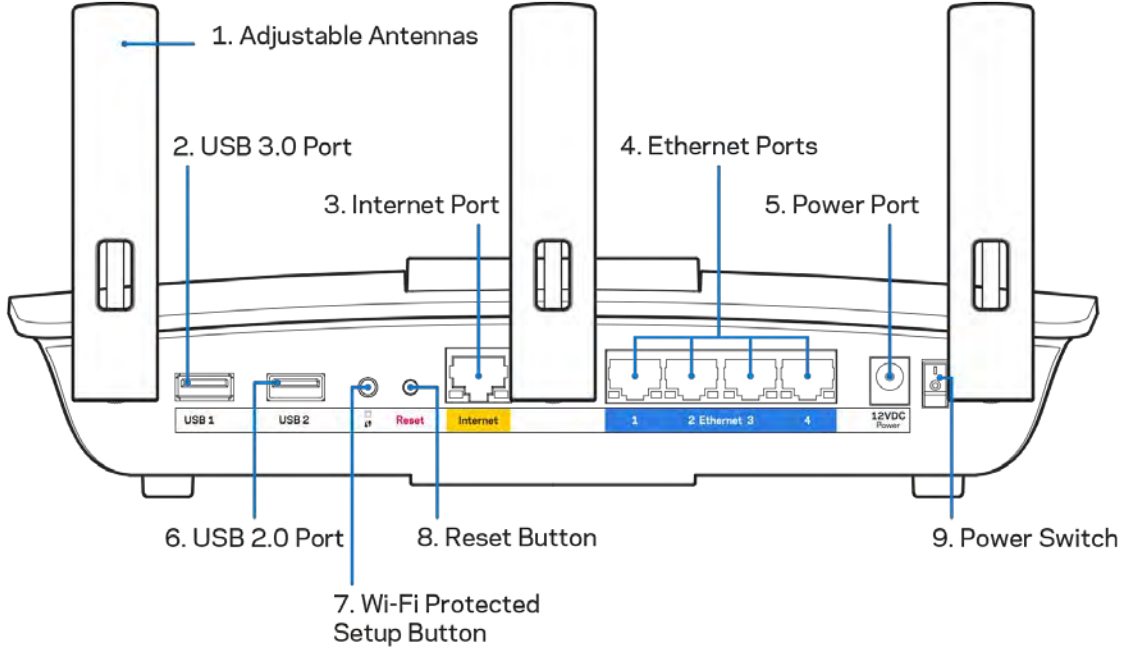 1. Adjustable Antennas
2. USB 3.0 Port
4. Ethernet Ports
3. Internet Port
5. Power Port
USB 1
USB 2
Reset
Internet
1
2 Ethernet 3
4
12VDC
Power
6. USB 2.0 Port
8. Reset Button
9. Power Switch
7. Wi-Fi Protected
Setup Button